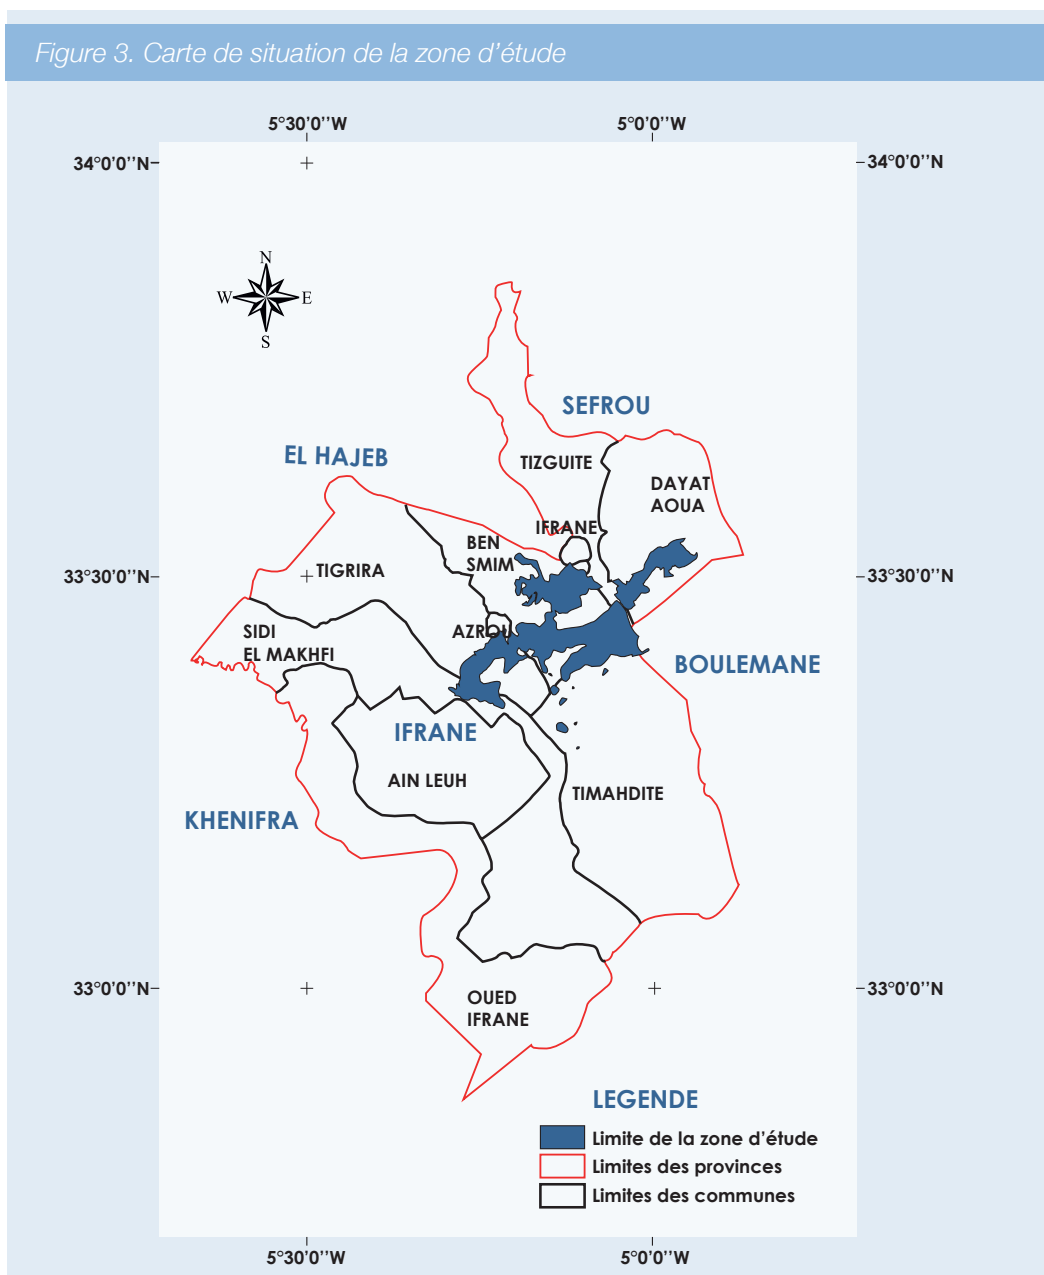 Figure 3. Carte de situation de la zone d’étude
5°30'0''W
5°0'0''W
34°0'0''N
34°0'0''N
N
W
E
S
SEFROU
EL HAJEB
TIZGUITE
DAYAT
AOUA
IFRANE
BEN
SMIM
TIGRIRA
33°30'0''N
33°30'0''N
SIDI
EL MAKHFI
AZROU
BOULEMANE
IFRANE
AIN LEUH
TIMAHDITE
KHENIFRA
33°0'0''N
33°0'0''N
OUED
IFRANE
LEGENDE
Limite de la zone d’étude
Limites des provinces
Limites des communes
5°30'0''W
5°0'0''W